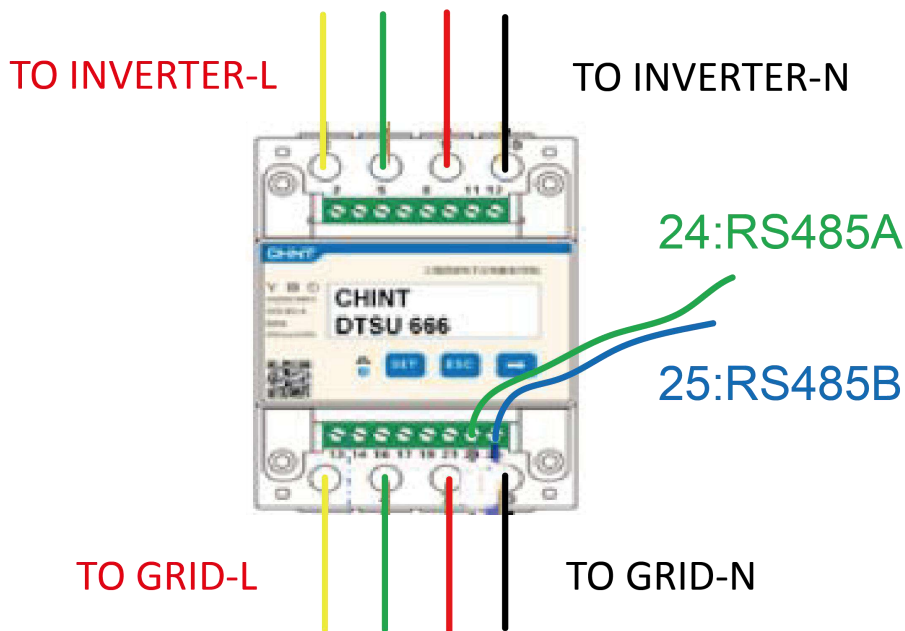 TO INVERTER-L
TO INVERTER-N
2 5 8 11 12
24:RS485A
CHINT
CHINT
DTSU 666
SET
ESC
25:RS485B
13 14 16 17 19 21
TO GRID-L
TO GRID-N